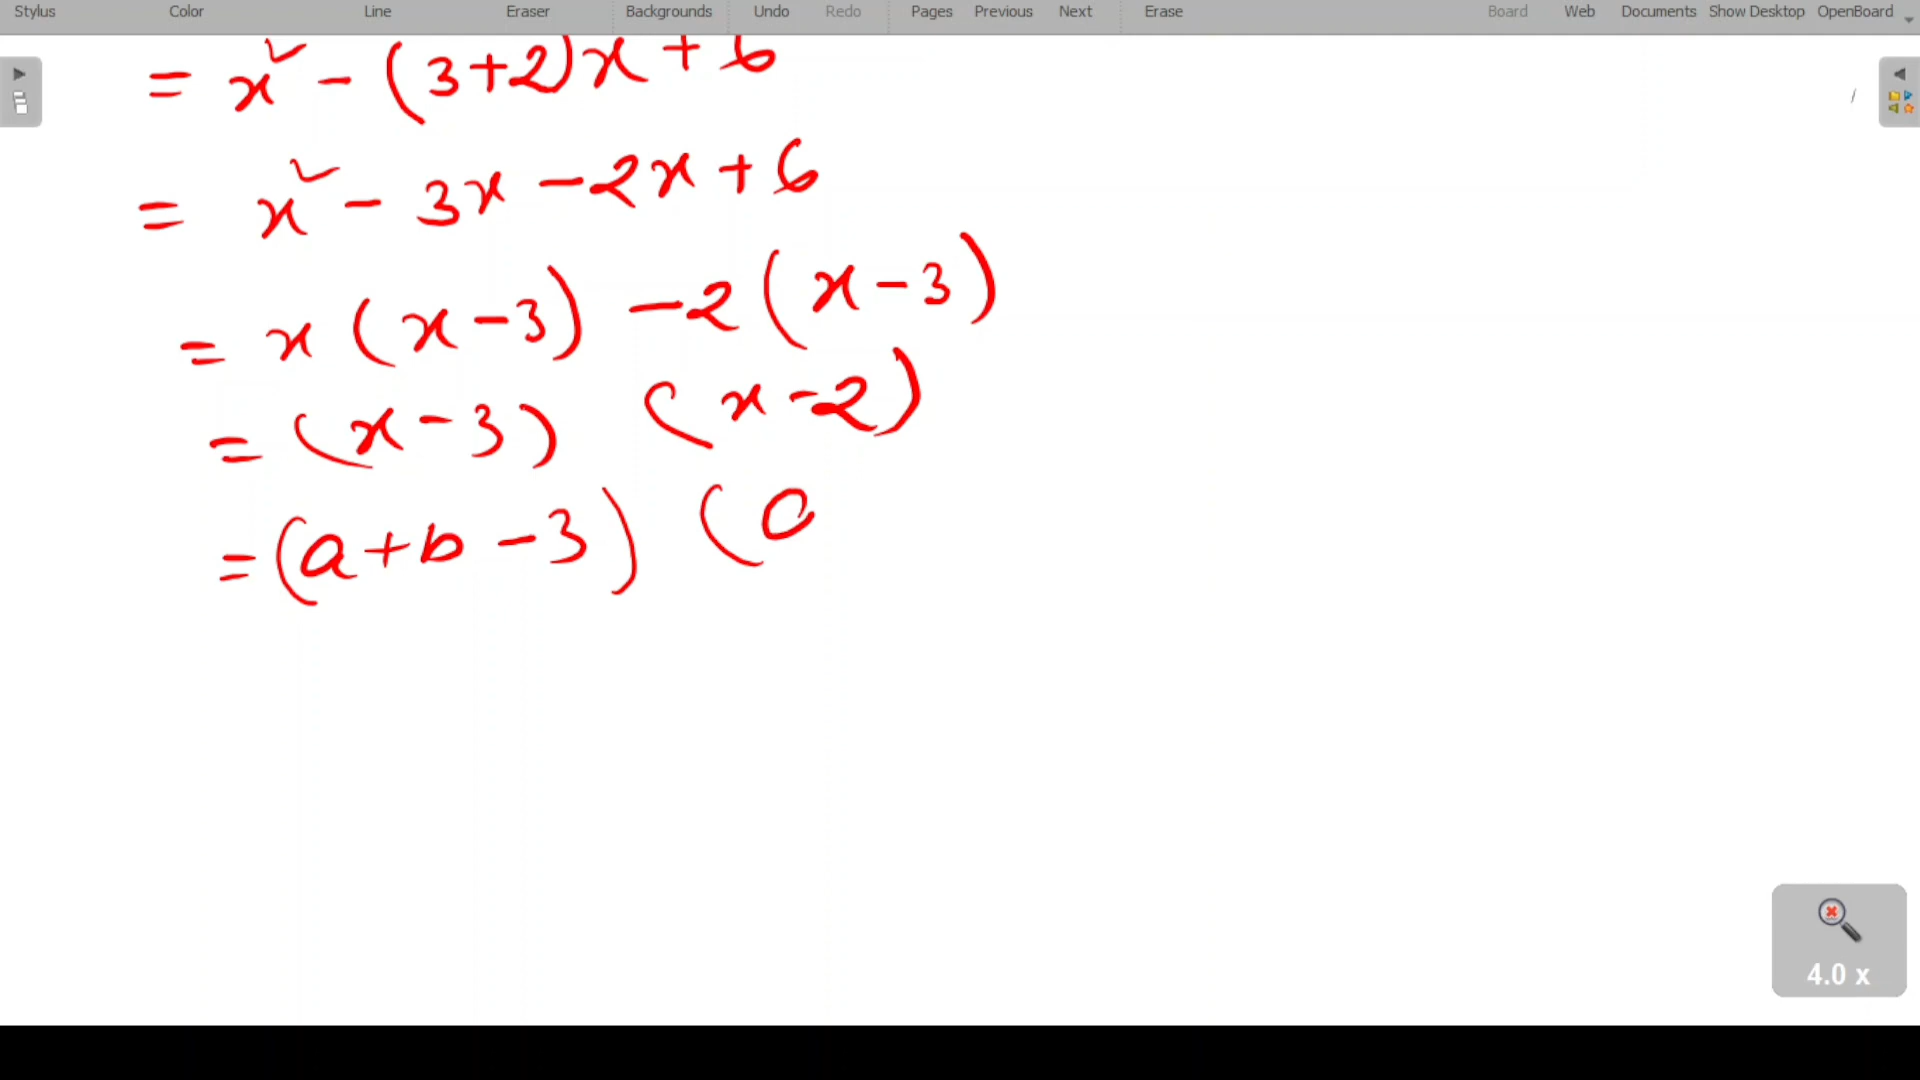 Stylus Color Line Eraser Backgrounds Undo Redo Pages Previous Next Erase Board Web Documents Show Desktop OpenBoard
= x² - (3+2)x + 6
= x² - 3x - 2x + 6
= x (x-3) -2 (x-3)
= (x-3) (x-2)
= (a+b-3) (a
4.0 x